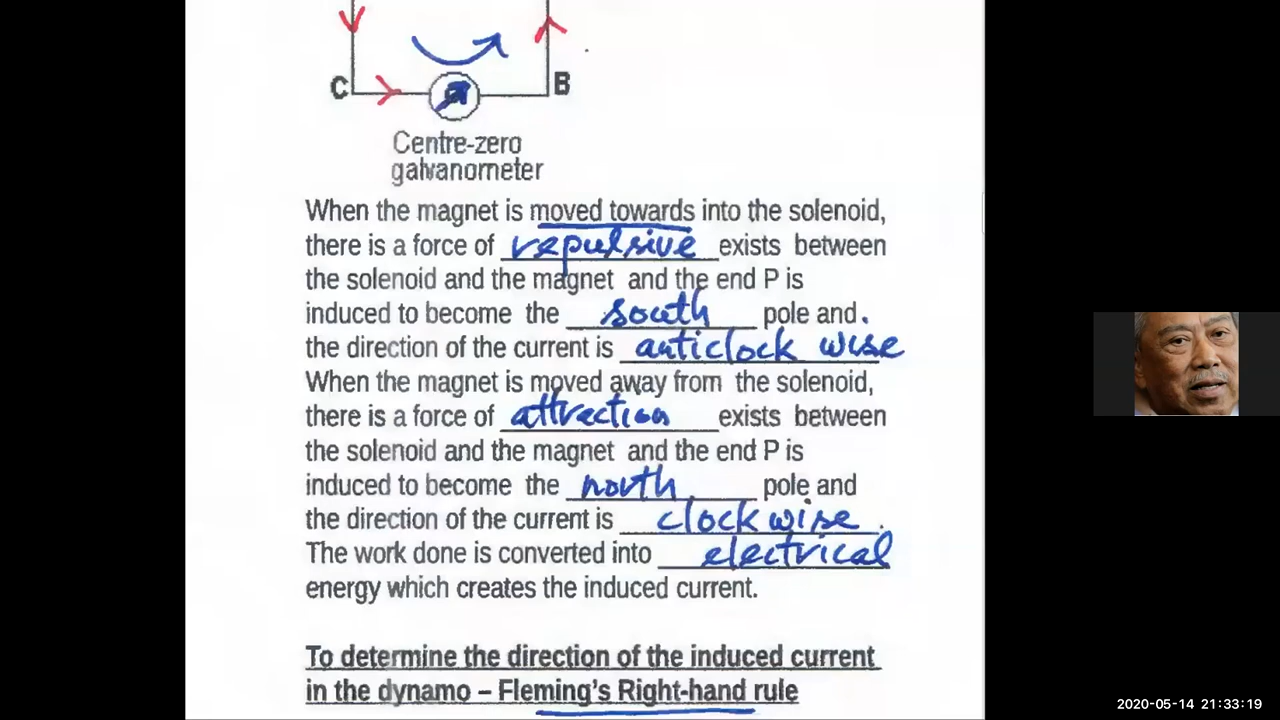 C
B
Centre-zero
galvanometer
When the magnet is moved towards into the solenoid,
there is a force of repulsive exists between
the solenoid and the magnet and the end P is
induced to become the south pole and.
the direction of the current is anticlock wise
When the magnet is moved away from the solenoid,
there is a force of attraction exists between
the solenoid and the magnet and the end P is
induced to become the north pole and
the direction of the current is clockwise.
The work done is converted into electrical
energy which creates the induced current.
To determine the direction of the induced current
in the dynamo – Fleming's Right-hand rule
2020-05-14 21:33:19